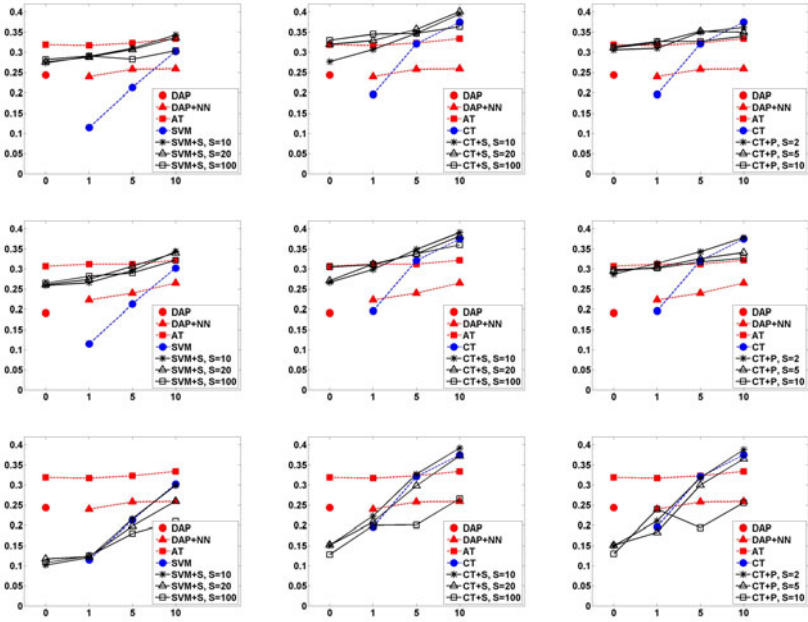 0.4
0.35
0.3
0.25
0.2
0.15
0.1
0.05
0
DAP
DAP+NN
AT
SVM
SVM+S, S=10
SVM+S, S=20
SVM+S, S=100
0 1 5 10
0.4
0.35
0.3
0.25
0.2
0.15
0.1
0.05
0
DAP
DAP+NN
AT
CT
CT+S, S=10
CT+S, S=20
CT+S, S=100
0 1 5 10
0.4
0.35
0.3
0.25
0.2
0.15
0.1
0.05
0
DAP
DAP+NN
AT
CT
CT+P, S=2
CT+P, S=5
CT+P, S=10
0 1 5 10
0.4
0.35
0.3
0.25
0.2
0.15
0.1
0.05
0
DAP
DAP+NN
AT
SVM
SVM+S, S=10
SVM+S, S=20
SVM+S, S=100
0 1 5 10
0.4
0.35
0.3
0.25
0.2
0.15
0.1
0.05
0
DAP
DAP+NN
AT
CT
CT+S, S=10
CT+S, S=20
CT+S, S=100
0 1 5 10
0.4
0.35
0.3
0.25
0.2
0.15
0.1
0.05
0
DAP
DAP+NN
AT
CT
CT+P, S=2
CT+P, S=5
CT+P, S=10
0 1 5 10
0.4
0.35
0.3
0.25
0.2
0.15
0.1
0.05
0
DAP
DAP+NN
AT
SVM
SVM+S, S=10
SVM+S, S=20
SVM+S, S=100
0 1 5 10
0.4
0.35
0.3
0.25
0.2
0.15
0.1
0.05
0
DAP
DAP+NN
AT
CT
CT+S, S=10
CT+S, S=20
CT+S, S=100
0 1 5 10
0.4
0.35
0.3
0.25
0.2
0.15
0.1
0.05
0
DAP
DAP+NN
AT
CT
CT+P, S=2
CT+P, S=5
CT+P, S=10
0 1 5 10